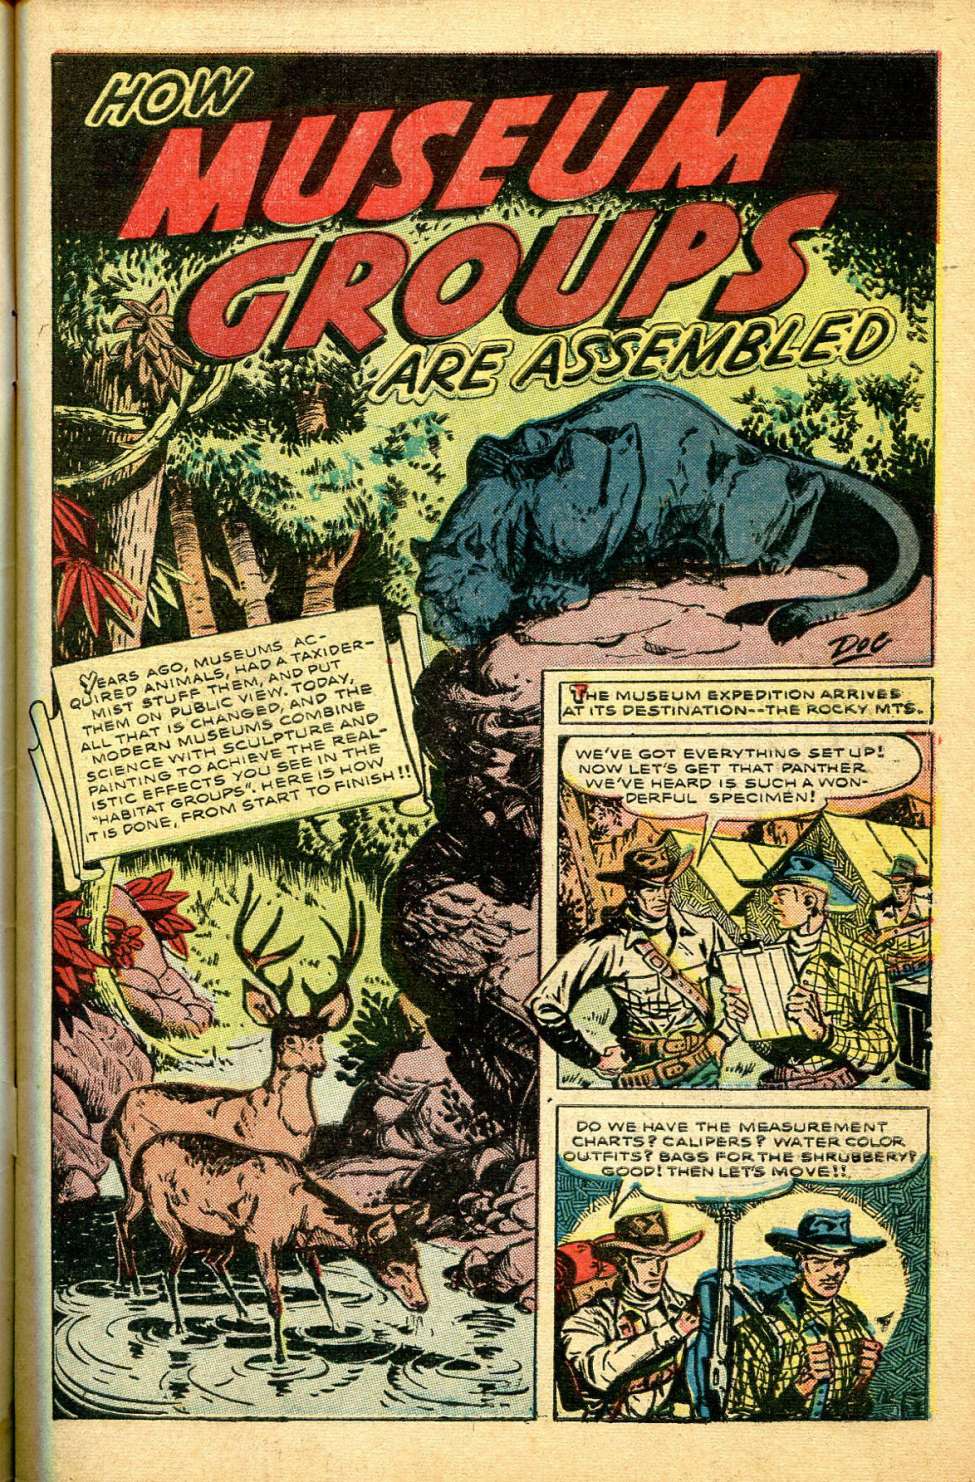 HOW
MUSEUM
GROUPS
ARE ASSEMBLED
DOG
YEARS AGO, MUSEUMS AC-
QUIRED ANIMALS, HAD A TAXIDER-
MIST STUFF THEM, AND PUT
THEM ON PUBLIC VIEW. TODAY,
ALL THAT IS CHANGED, AND THE
MODERN MUSEUMS COMBINE
SCIENCE WITH SCULPTURE AND
PAINTING TO ACHIEVE THE REAL-
ISTIC EFFECTS YOU SEE IN THE
"HABITAT GROUPS". HERE IS HOW
IT IS DONE, FROM START TO FINISH!!
THE MUSEUM EXPEDITION ARRIVES
AT ITS DESTINATION--THE ROCKY MTS.
WE'VE GOT EVERYTHING SET UP!
NOW LET'S GET THAT PANTHER
WE'VE HEARD IS SUCH A WON-
DERFUL SPECIMEN!
DO WE HAVE THE MEASUREMENT
CHARTS? CALIPERS? WATER COLOR
OUTFITS? BAGS FOR THE SHRUBBERY?
GOOD! THEN LET'S MOVE!!